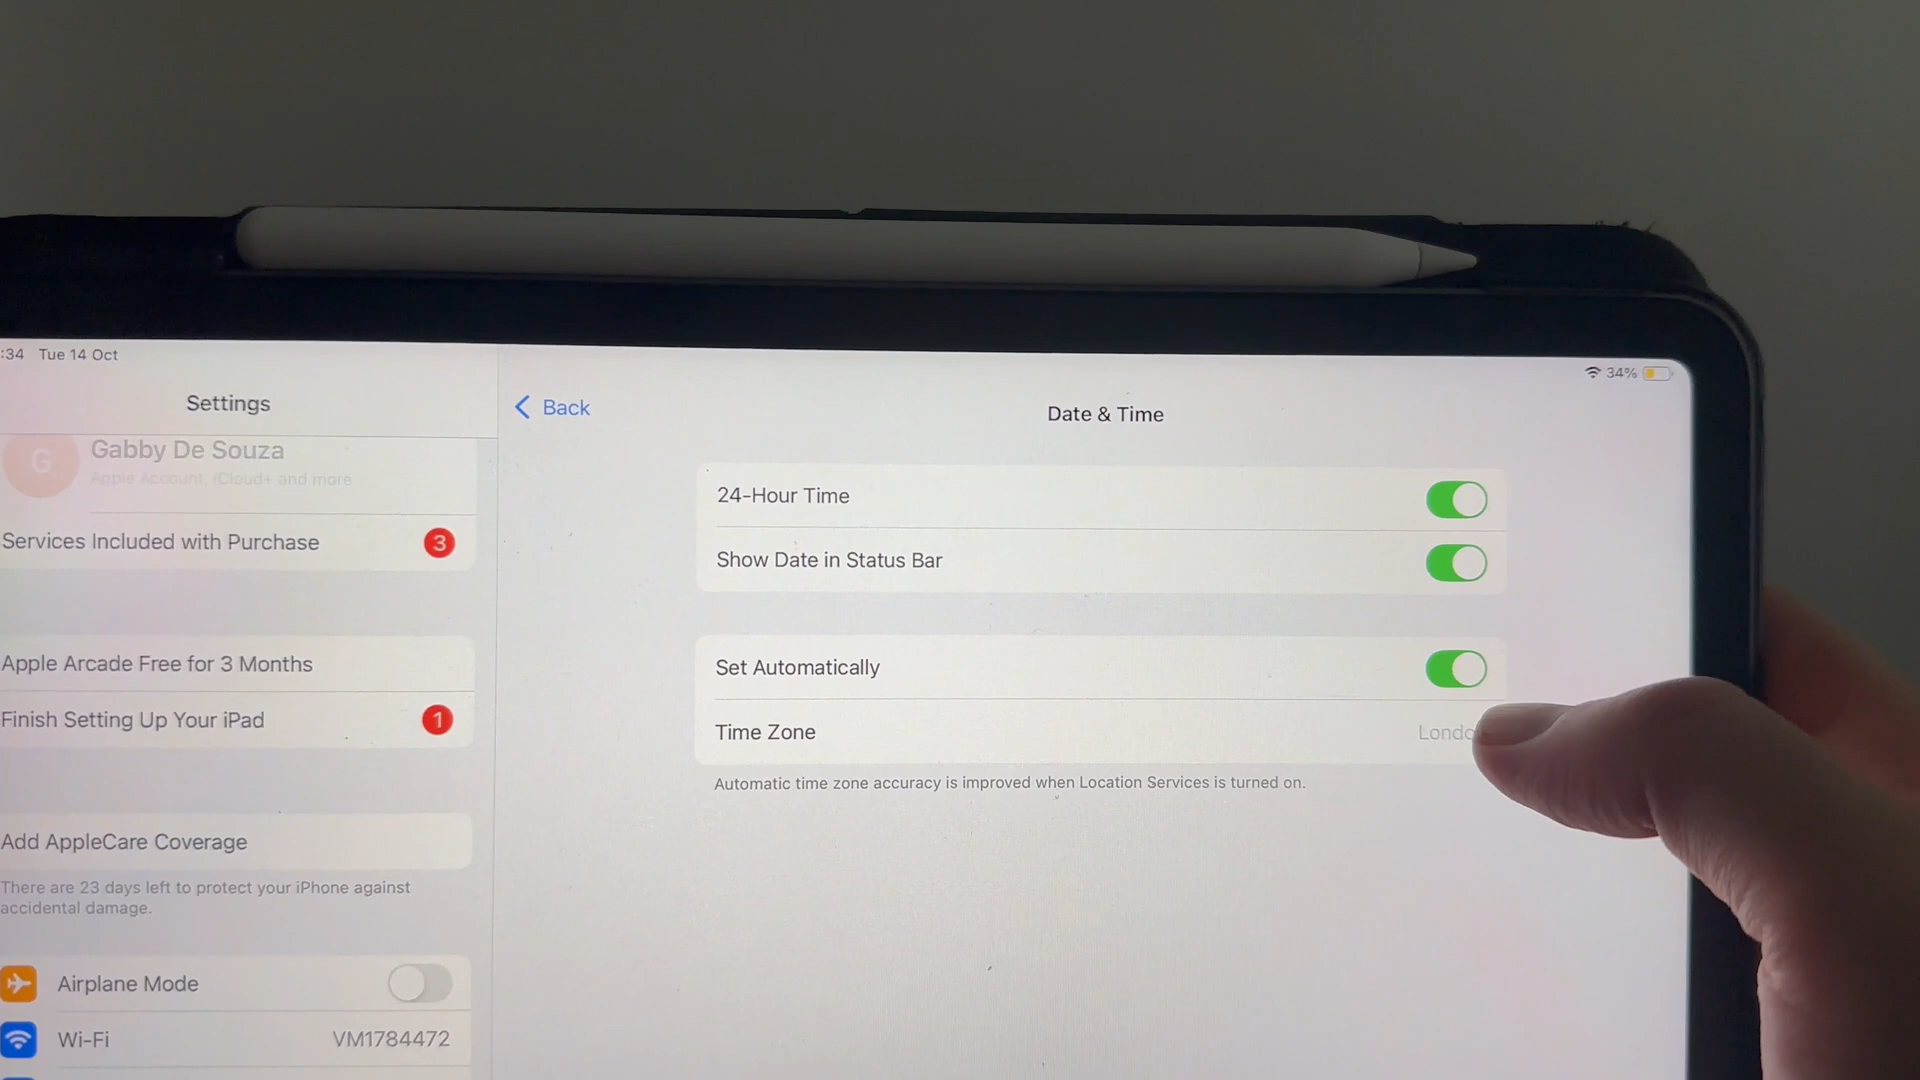 :34 Tue 14 Oct
34%
Settings
Back
Date & Time
G
Gabby De Souza
Apple Account, iCloud+ and more
Services Included with Purchase
3
Apple Arcade Free for 3 Months
Finish Setting Up Your iPad
1
Add AppleCare Coverage
There are 23 days left to protect your iPhone against
accidental damage.
Airplane Mode
Wi-Fi
VM1784472
24-Hour Time
Show Date in Status Bar
Set Automatically
Time Zone
Automatic time zone accuracy is improved when Location Services is turned on.